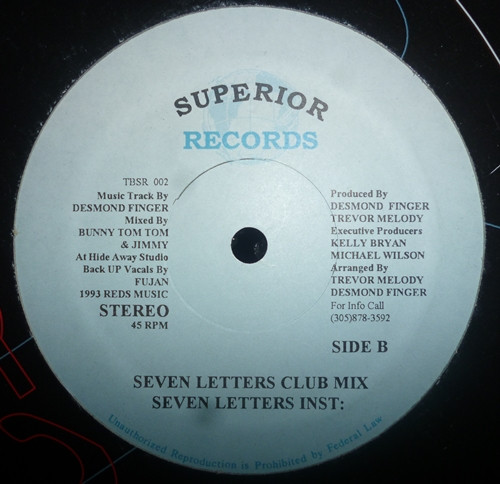 SUPERIOR
RECORDS
TBSR 002
Music Track By
DESMOND FINGER
Mixed By
BUNNY TOM TOM
& JIMMY
At Hide Away Studio
Back UP Vacals By
FUJAN
1993 REDS MUSIC
STEREO
45 RPM
Produced By
DESMOND FINGER
TREVOR MELODY
Executive Producers
KELLY BRYAN
MICHAEL WILSON
Arranged By
TREVOR MELODY
DESMOND FINGER
For Info Call
(305)878-3592
SIDE B
SEVEN LETTERS CLUB MIX
SEVEN LETTERS INST:
Unauthorized Reproduction is Prohibited by Federal Law